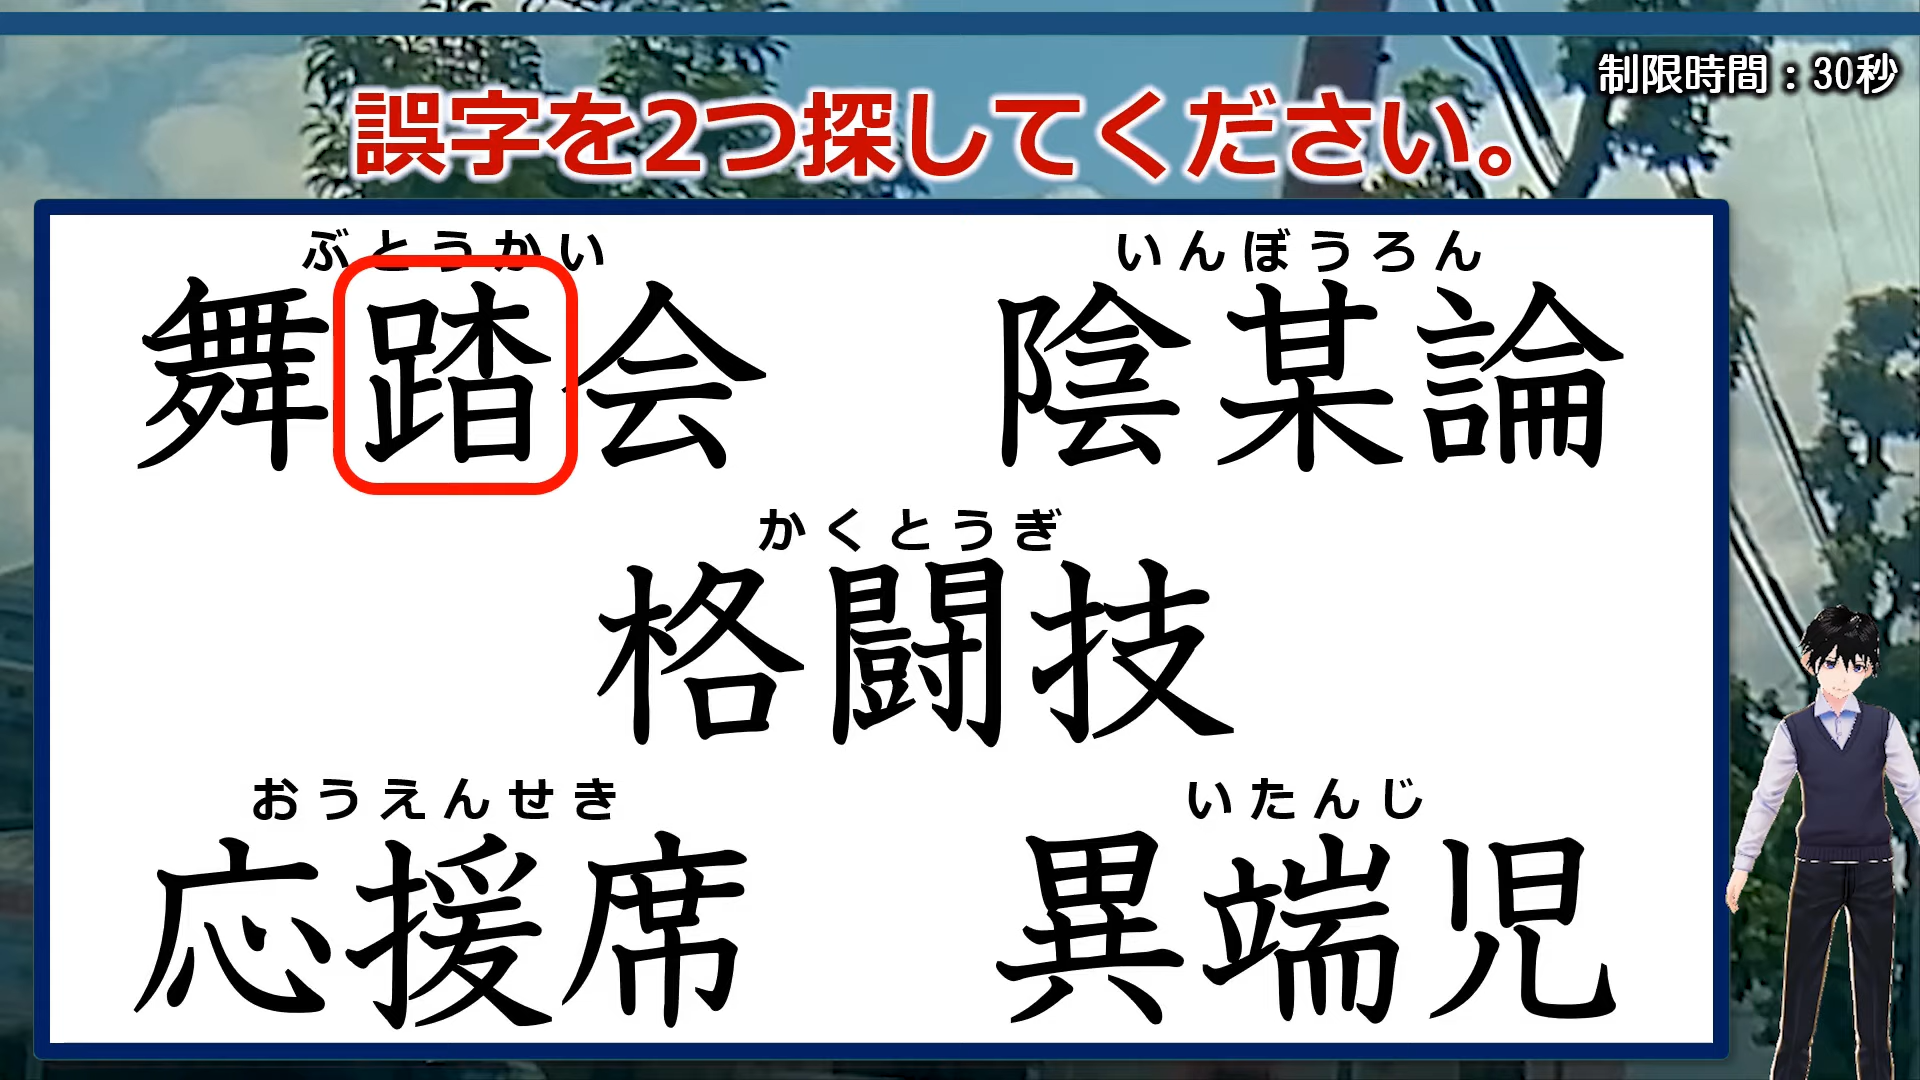 制限時間：30秒
誤字を2つ探してください。
ぶとうかい
舞踏会
いんぼうろん
陰某論
かくとうぎ
格闘技
おうえんせき
応援席
いたんじ
異端児